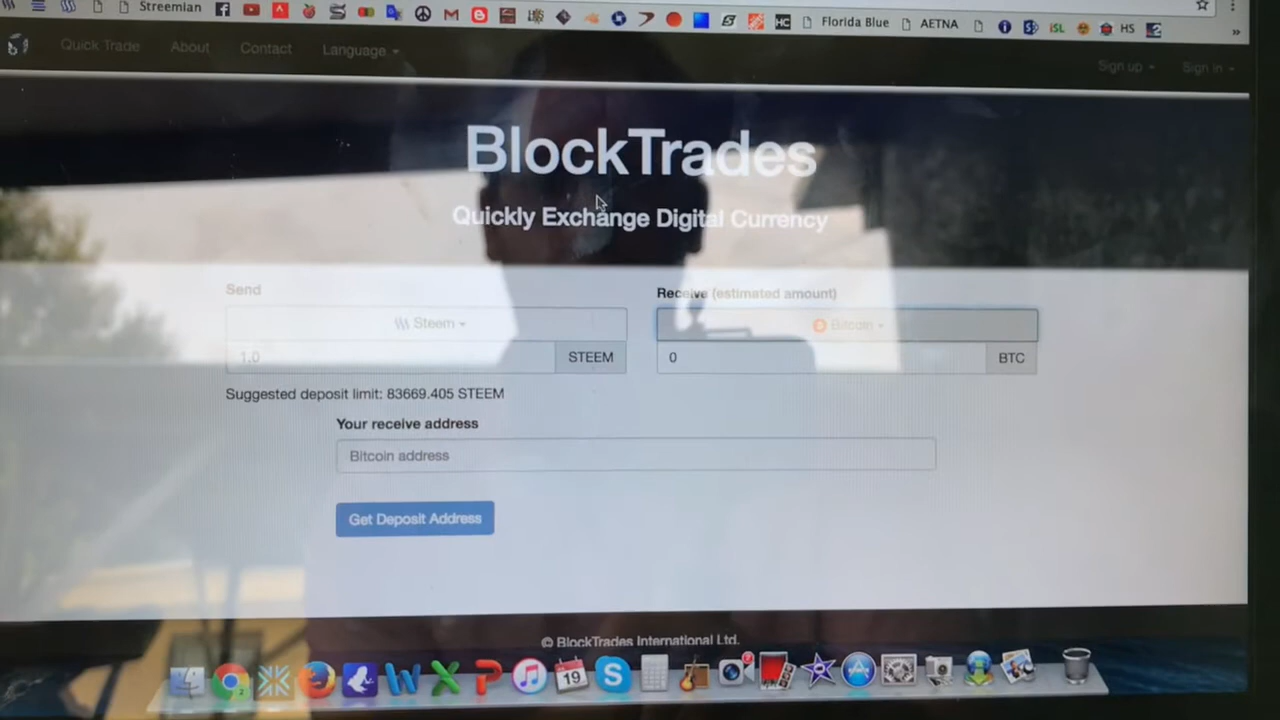 Streemian
Florida Blue
AETNA
iSL
HS
»
Quick Trade
About
Contact
Language
Sign up
Sign in
BlockTrades
Quickly Exchange Digital Currency
Send
Receive (estimated amount)
Steem
Bitcoin
1.0
STEEM
0
BTC
Suggested deposit limit: 83669.405 STEEM
Your receive address
Bitcoin address
Get Deposit Address
© BlockTrades International Ltd.
19